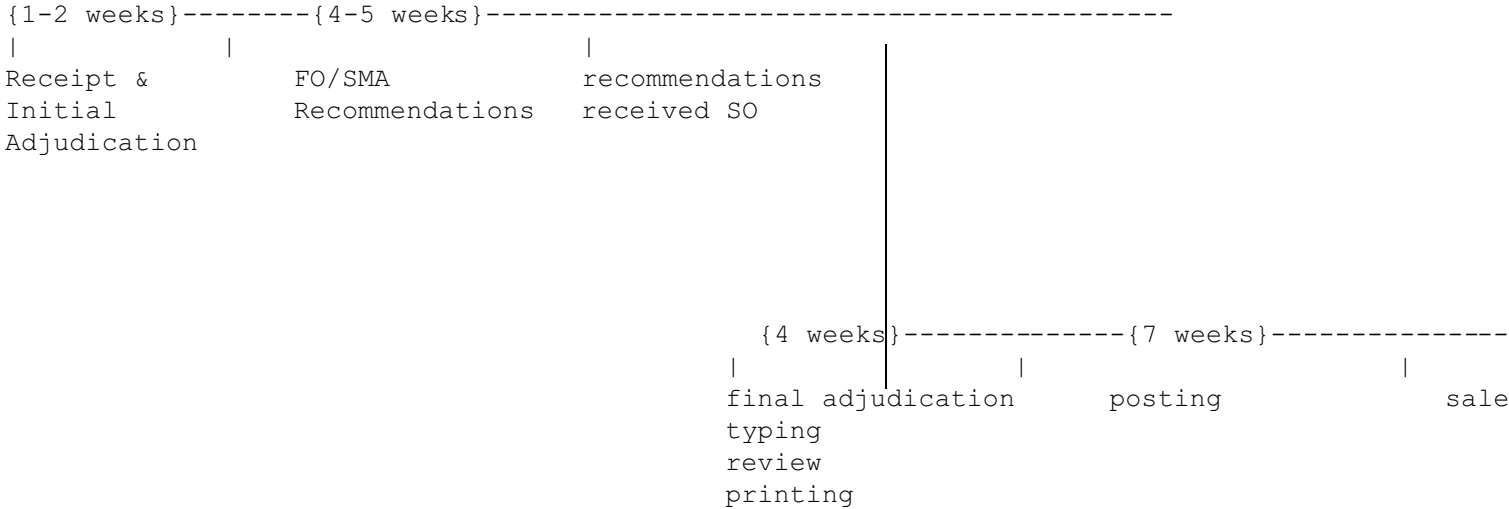 {1-2 weeks}--------{4-5 weeks}-------------------------------------------
| | |
Receipt & FO/SMA recommendations
Initial Recommendations received SO
Adjudication
{4 weeks}--------------{7 weeks}---------------
| | |
final adjudication posting sale
typing
review
printing